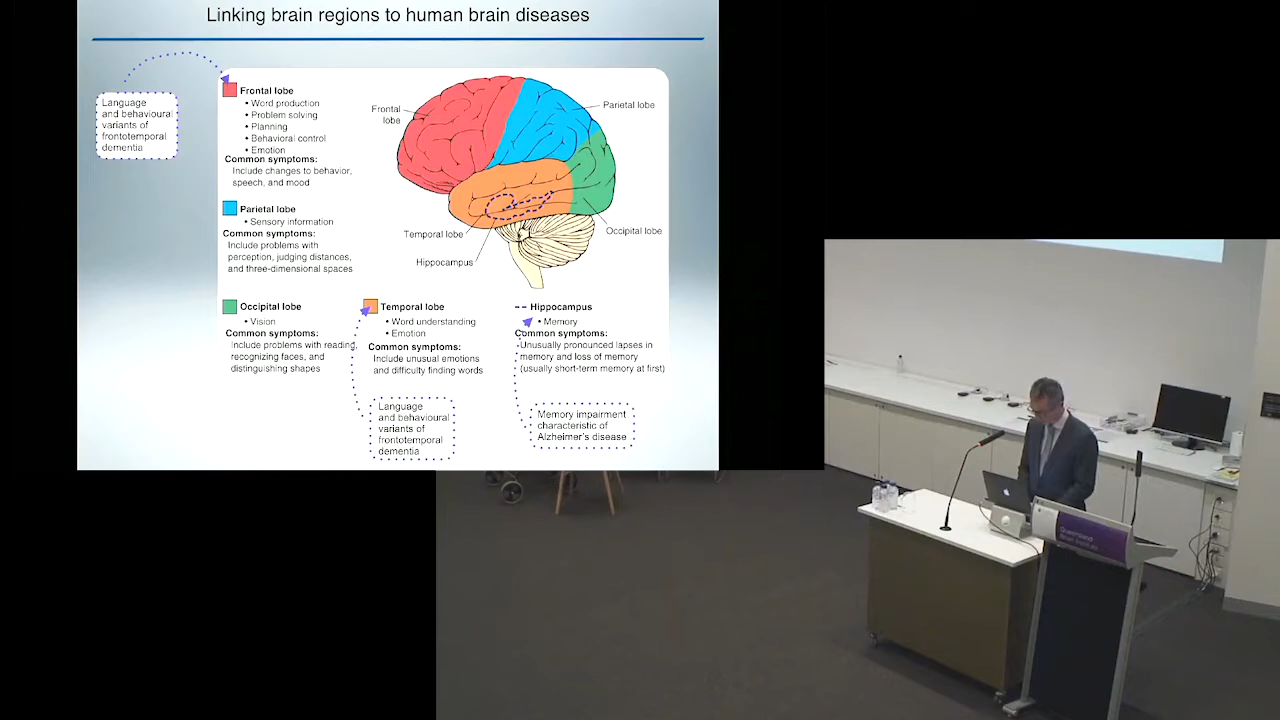 Linking brain regions to human brain diseases
Language
and behavioural
variants of
frontotemporal
dementia
Frontal lobe
• Word production
• Problem solving
• Planning
• Behavioral control
• Emotion
Common symptoms:
Include changes to behavior,
speech, and mood
Parietal lobe
• Sensory information
Common symptoms:
Include problems with
perception, judging distances,
and three-dimensional spaces
Frontal
lobe
Parietal lobe
Temporal lobe
Occipital lobe
Hippocampus
Occipital lobe
• Vision
Common symptoms:
Include problems with reading,
recognizing faces, and
distinguishing shapes
Temporal lobe
• Word understanding
• Emotion
Common symptoms:
Include unusual emotions
and difficulty finding words
Hippocampus
• Memory
Common symptoms:
Unusually pronounced lapses in
memory and loss of memory
(usually short-term memory at first)
Language
and behavioural
variants of
frontotemporal
dementia
Memory impairment
characteristic of
Alzheimer's disease
Queensland
Brain Institute